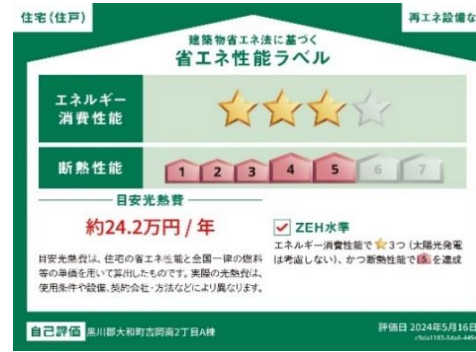 住宅(住戸)
再エネ設備な
建築物省エネ法に基づく
省エネ性能ラベル
エネルギー
消費性能
断熱性能
1 2 3 4 5 6 7
目安光熱費
約24.2万円 / 年
目安光熱費は、住宅の省エネ性能と全国一律の燃料
等の単価を用いて算出したものです。実際の光熱費は、
使用条件や設備、契約会社・方法などにより異なります。
ZEH水準
エネルギー消費性能で★3つ (太陽光発電
は考慮しない)、かつ断熱性能で5を達成
自己評価 黒川郡大和町吉岡南2丁目A棟
評価日 2024年5月16日